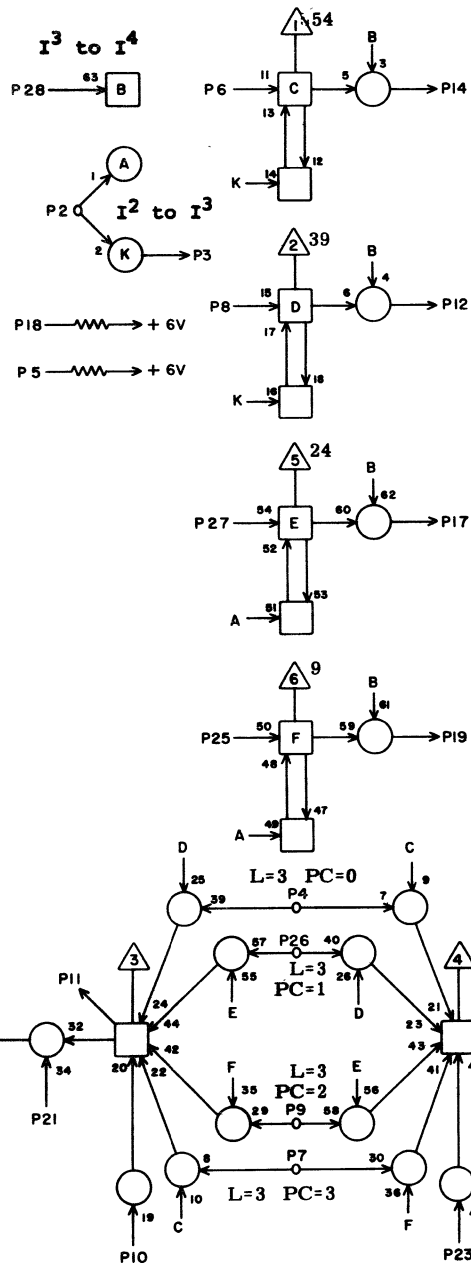 I³ to I⁴
P28 63 B
1 54
B
P6 11 C 5 3 P14
13 12
K 14
1 A
P2 I² to I³
2 K P3
2 39
B
P8 15 D 6 4 P12
17 18
K 16
P18 + 6V
P5 + 6V
5 24
B
P27 54 E 60 62 P17
52 53
A 51
6 9
B
P25 50 F 59 61 P19
48 47
A 49
D L=3 PC=0 C
25 39 P4 7 9
3 57 P26 40 4
P11 55 L=3 26
E PC=1 D
24 44 21 23
32 42 43
34 20 22 41
P21
F L=3 E
35 PC=2 56
29 P9 58
8 P7 30
19 10 L=3 PC=3 36
P10 C F P23